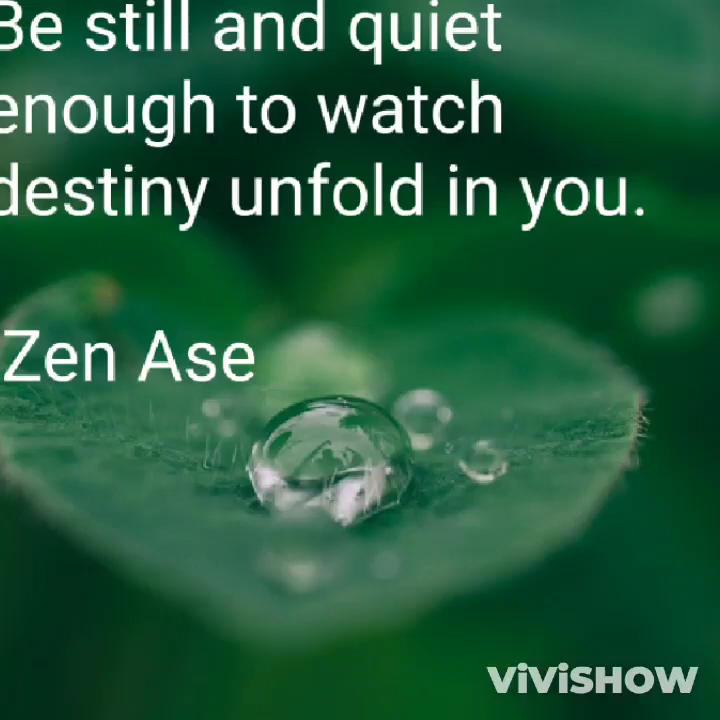 Be still and quiet
enough to watch
destiny unfold in you.
Zen Ase
ViViSHOW